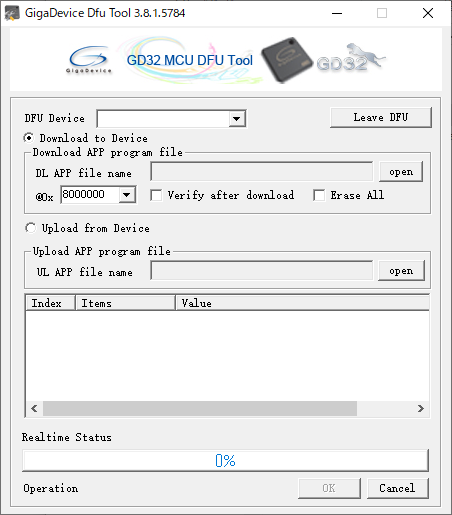 GigaDevice Dfu Tool 3.8.1.5784
GigaDevice
GD32 MCU DFU Tool
GD32
DFU Device
Leave DFU
Download to Device
Download APP program file
DL APP file name
open
@0x
8000000
Verify after download
Erase All
Upload from Device
Upload APP program file
UL APP file name
open
Index Items Value
Realtime Status
0%
Operation
OK
Cancel